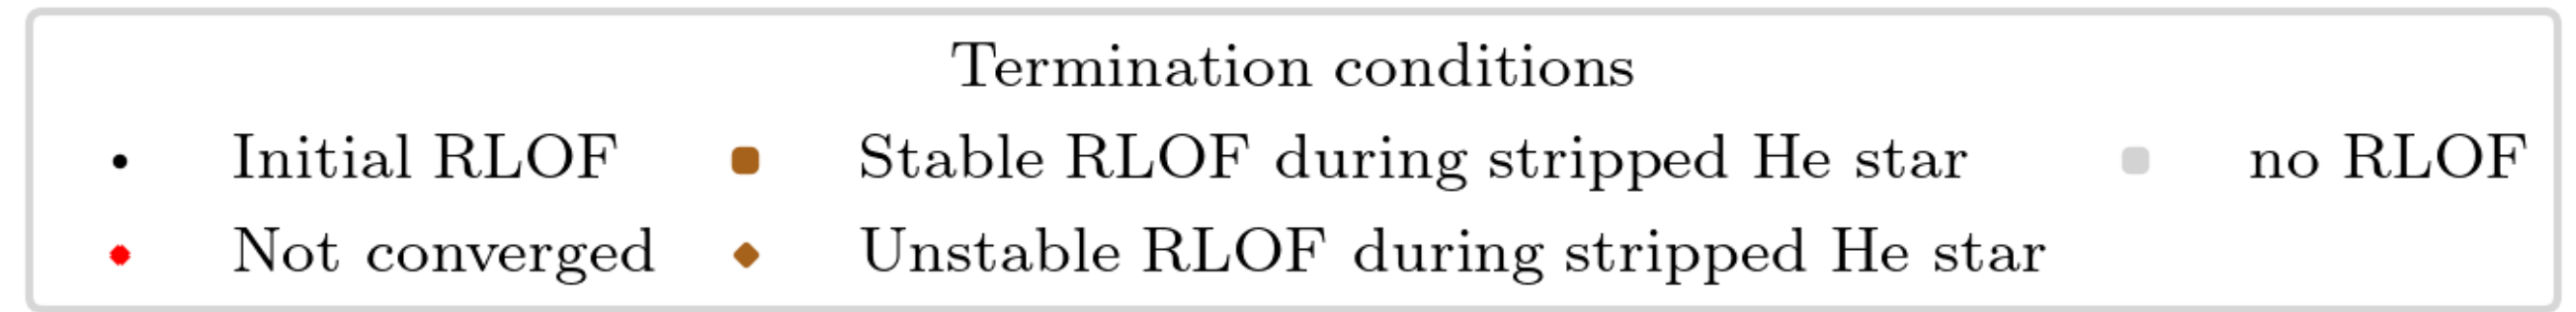 Termination conditions
Initial RLOF Stable RLOF during stripped He star no RLOF
Not converged Unstable RLOF during stripped He star